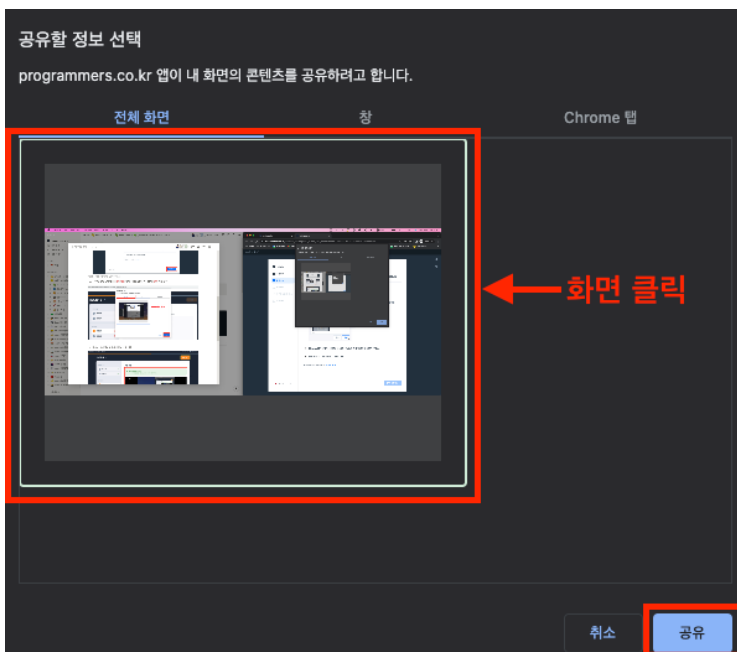 공유할 정보 선택
programmers.co.kr 앱이 내 화면의 콘텐츠를 공유하려고 합니다.
전체 화면
창
Chrome 탭
화면 클릭
취소
공유